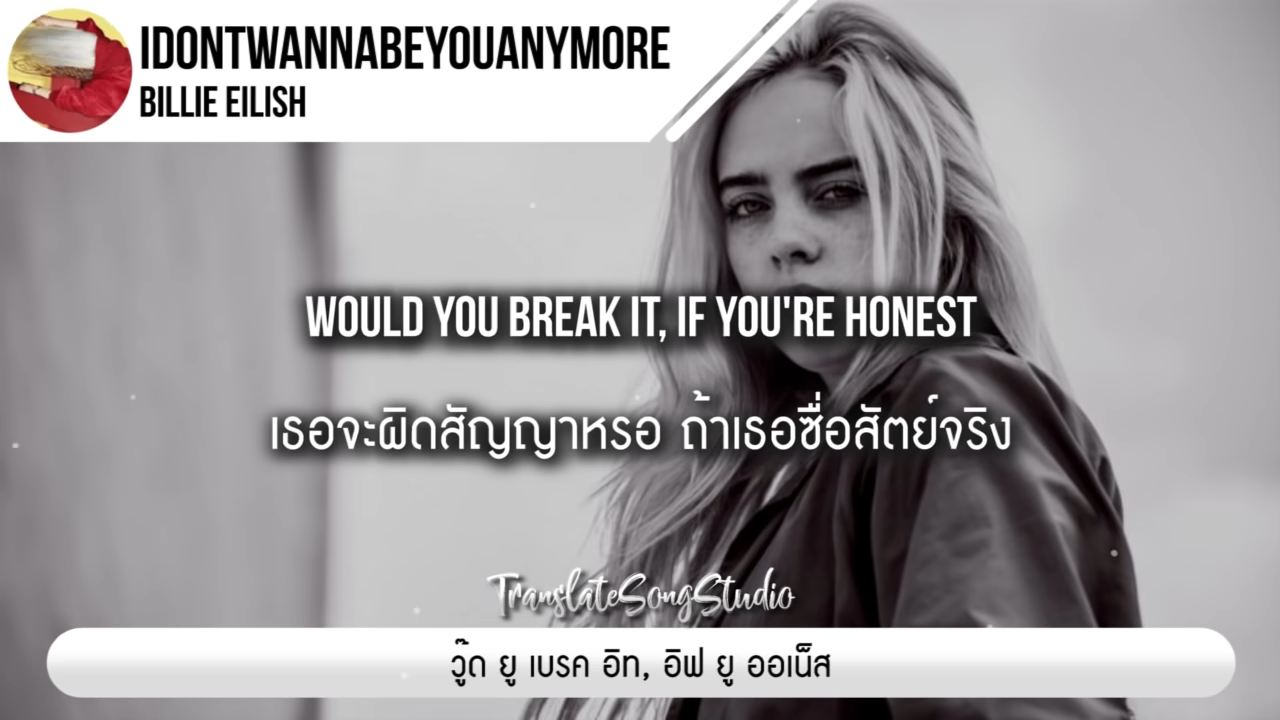 IDONTWANNABEYOUANYMORE
BILLIE EILISH
WOULD YOU BREAK IT, IF YOU'RE HONEST
เธอจะผิดสัญญาหรอ ถ้าเธอซื่อสัตย์จริง
TranslateSongStudio
วู๊ด ยู เบรค อิท, อิฟ ยู ออเน็ส